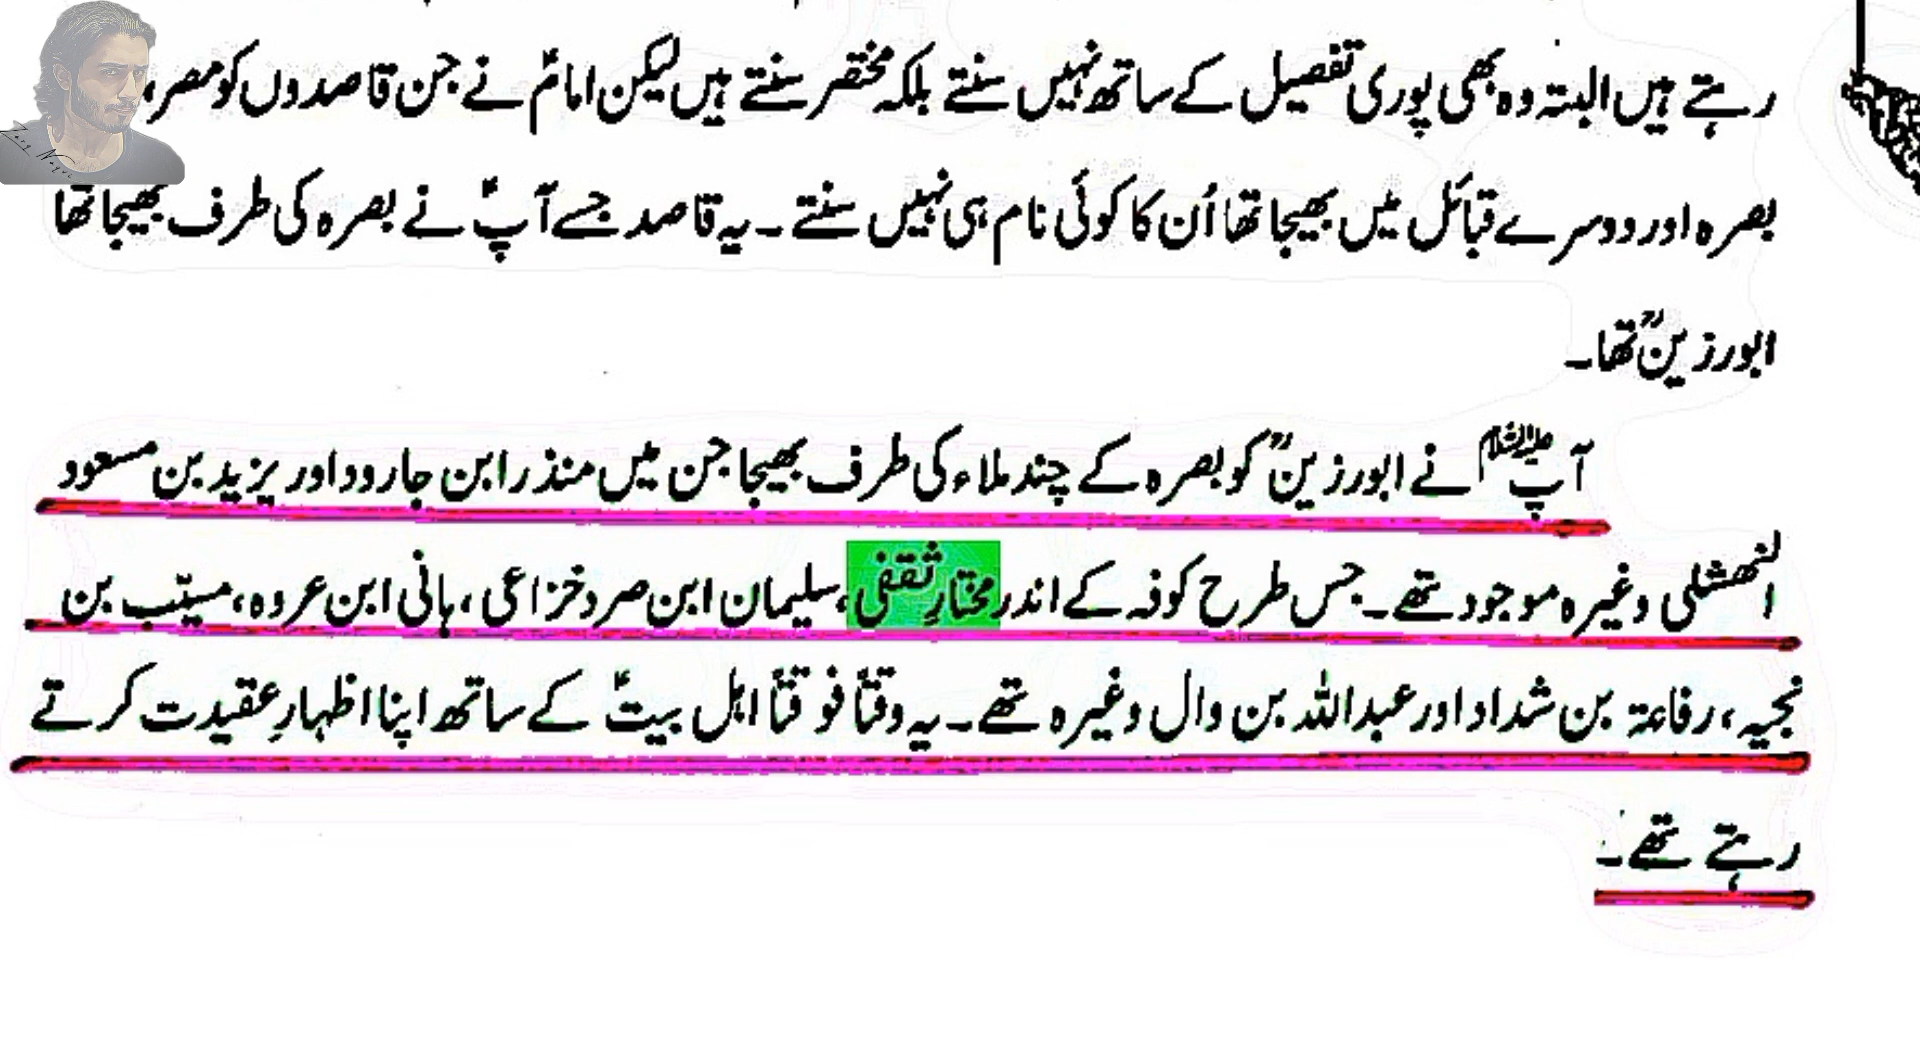 رہتے ہیں البتہ وہ بھی پوری تفصیل کے ساتھ نہیں سنتے بلکہ مختصر سنتے ہیں لیکن امامؑ نے جن قاصدوں کو مصر،
بصرہ اور دوسرے قبائل میں بھیجا تھا اُن کا کوئی نام ہی نہیں سنتے ۔ یہ قاصد جسے آپؑ نے بصرہ کی طرف بھیجا تھا
ابورزینؒ تھا۔
آپ علیہ السلام نے ابورزینؒ کو بصرہ کے چند ملاء کی طرف بھیجا جن میں منذر ابن جارود اور یزید بن مسعود
النھشلی وغیرہ موجود تھے۔ جس طرح کوفہ کے اندر مختارِ ثقفی، سلیمان ابن صرد خزاعی، ہانی ابن عروہ، مسیّب بن
نجیہ، رفاعۃ بن شداد اور عبداللہ بن وال وغیرہ تھے۔ یہ وقتاً فوقتاً اہل بیتؑ کے ساتھ اپنا اظہارِ عقیدت کرتے
رہتے تھے۔